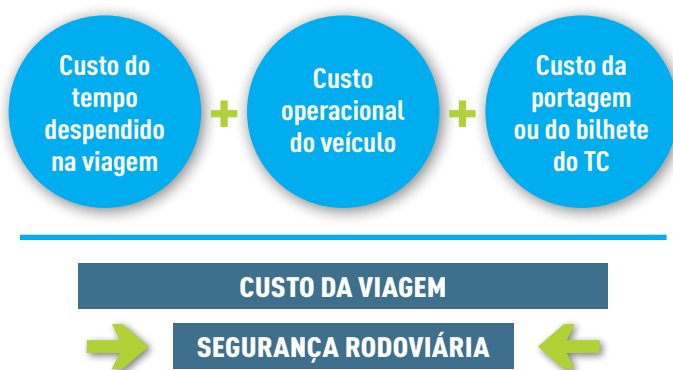 Custo do
tempo
despendido
na viagem
+
Custo
operacional
do veículo
+
Custo da
portagem
ou do bilhete
do TC
CUSTO DA VIAGEM
SEGURANÇA RODOVIÁRIA